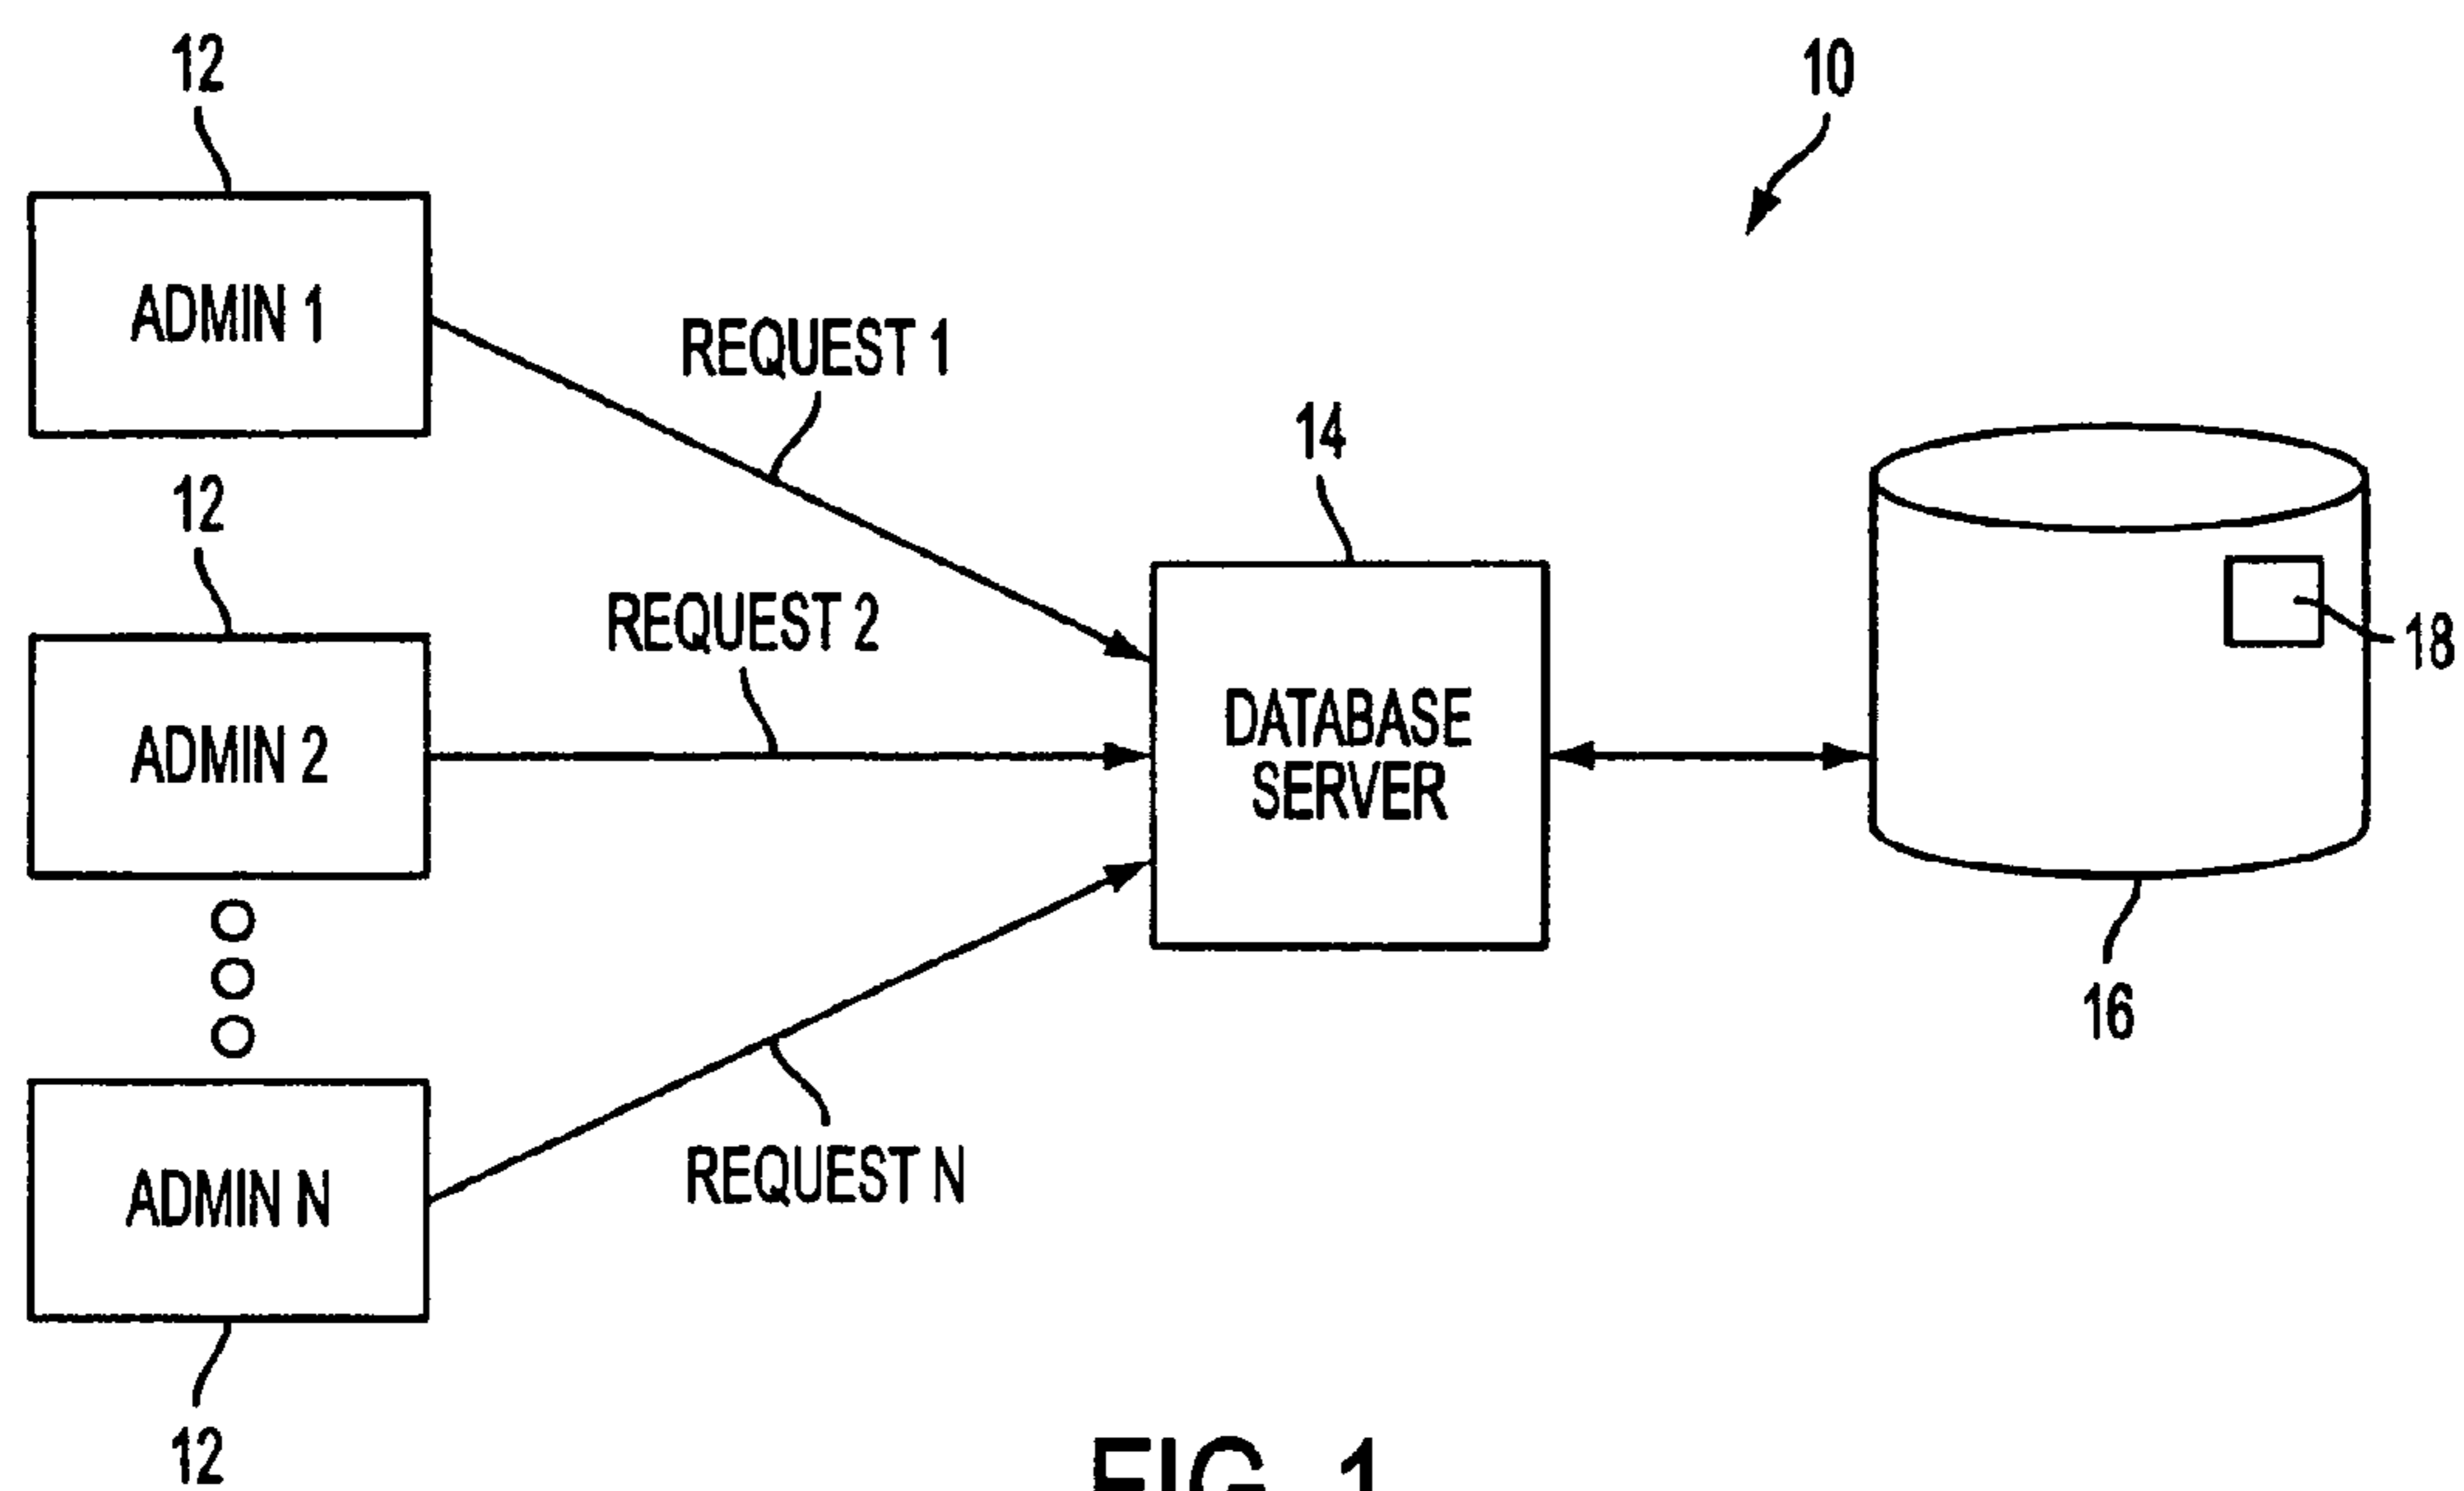 12
10
ADMIN 1
REQUEST 1
14
12
REQUEST 2
18
DATABASE
SERVER
ADMIN 2
16
REQUEST N
ADMIN N
12
FIG. 1